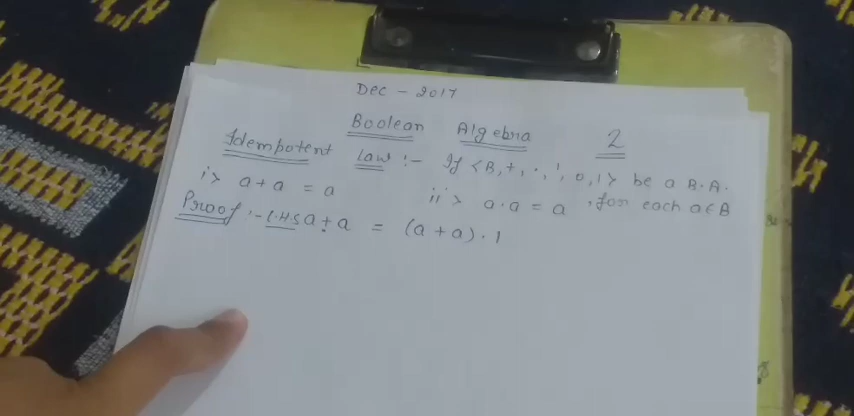 Dec - 2017
Boolean Algebra 2
Idempotent Law :- If <B, +, ·, ', 0, 1> be a B.A.
i> a + a = a ii> a · a = a , for each a ∈ B
Proof :- L.H.S a + a = (a + a) · 1